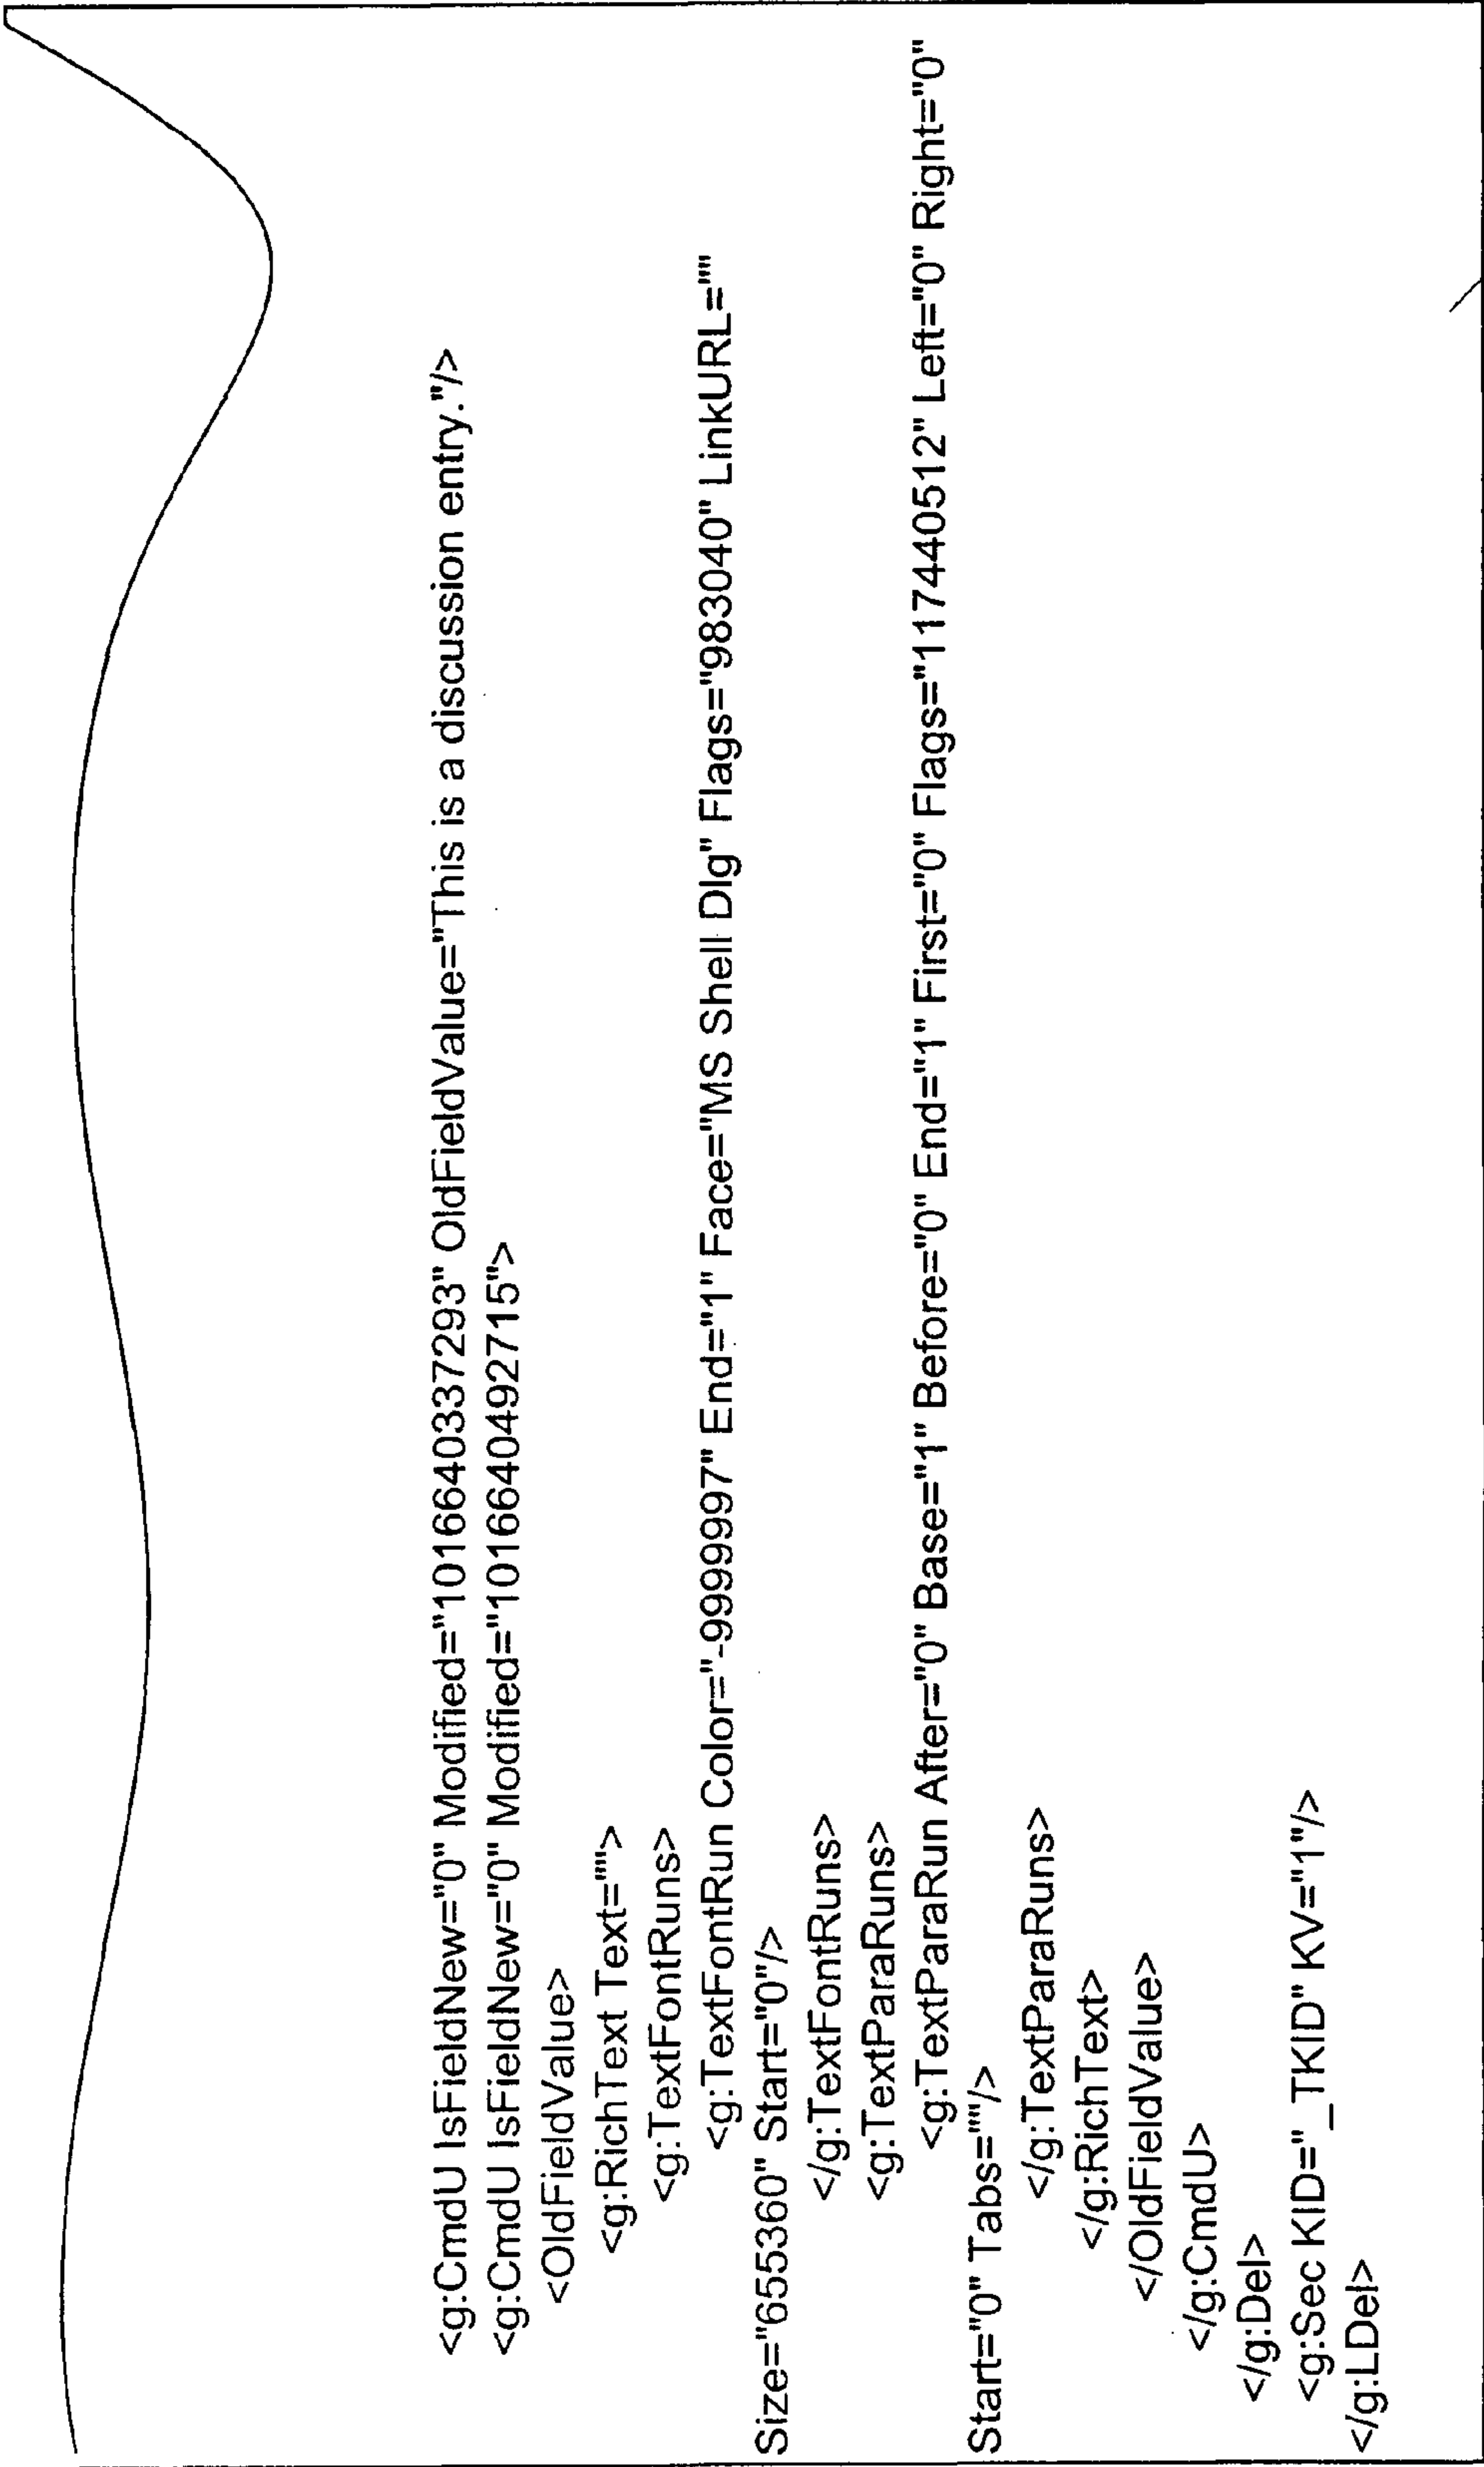 <g:CmdU IsFieldNew="0" Modified="1016640337293" OldFieldValue="This is a discussion entry."/>
<g:CmdU IsFieldNew="0" Modified="1016640492715">
<OldFieldValue>
<g:RichText Text="">
<g:TextFontRuns>
<g:TextFontRun Color="-9999997" End="1" Face="MS Shell Dlg" Flags="983040" LinkURL=""
Size="655360" Start="0"/>
</g:TextFontRuns>
<g:TextParaRuns>
<g:TextParaRun After="0" Base="1" Before="0" End="1" First="0" Flags="117440512" Left="0" Right="0"
Start="0" Tabs=""/>
</g:TextParaRuns>
</g:RichText>
</OldFieldValue>
</g:CmdU>
</g:Del>
<g:Sec KID="_TKID" KV="1"/>
</g:LDel>